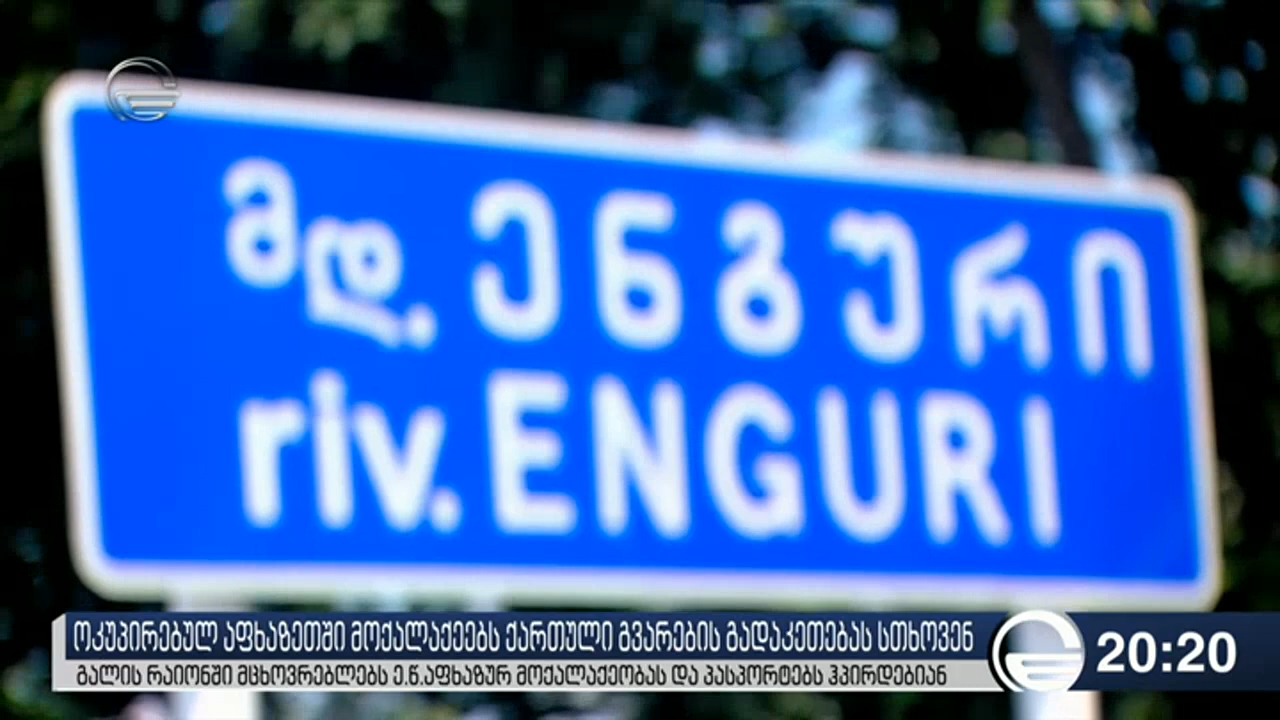 მდ. ენგური
riv. ENGURI
ოკუპირებულ აფხაზეთში მოქალაქეებს ქართული გვარების გადაკეთებას სთხოვენ
გალის რაიონში მცხოვრებლებს ე.წ.აფხაზურ მოქალაქეობას და პასპორტებს ჰპირდებიან
20:20